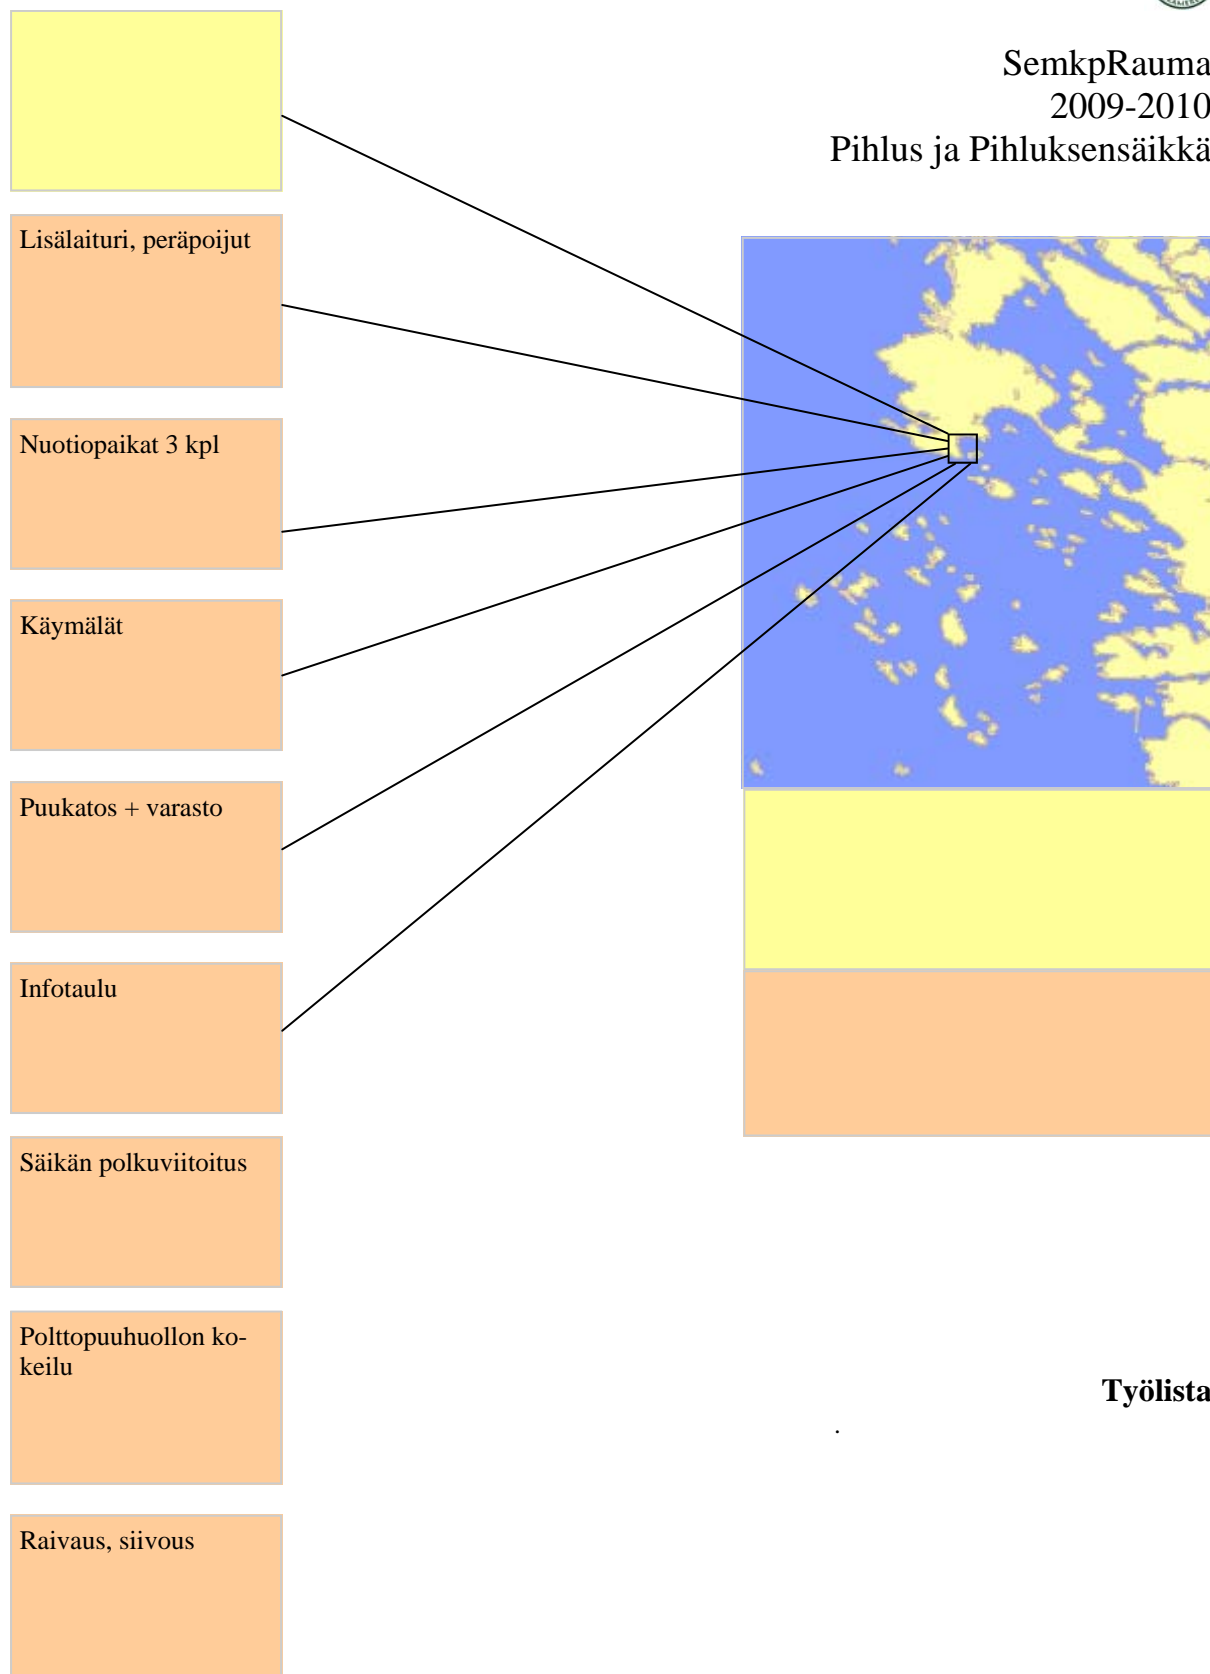 SemkpRauma
2009-2010
Pihlus ja Pihluksensäikkä
Lisälaituri, peräpoijut
Nuotiopaikat 3 kpl
Käymälät
Puukatos + varasto
Infotaulu
Säikän polkuviitoitus
Polttopuuhuollon ko-
keilu
Työlista
.
Raivaus, siivous